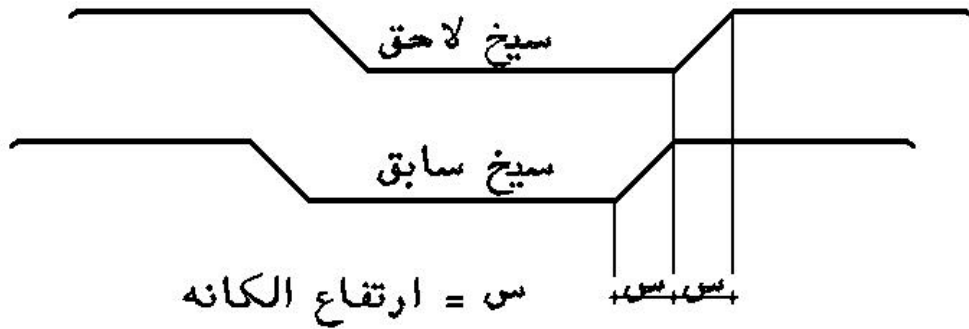 سيخ لاحق
سيخ سابق
س س
س = ارتفاع الكانه